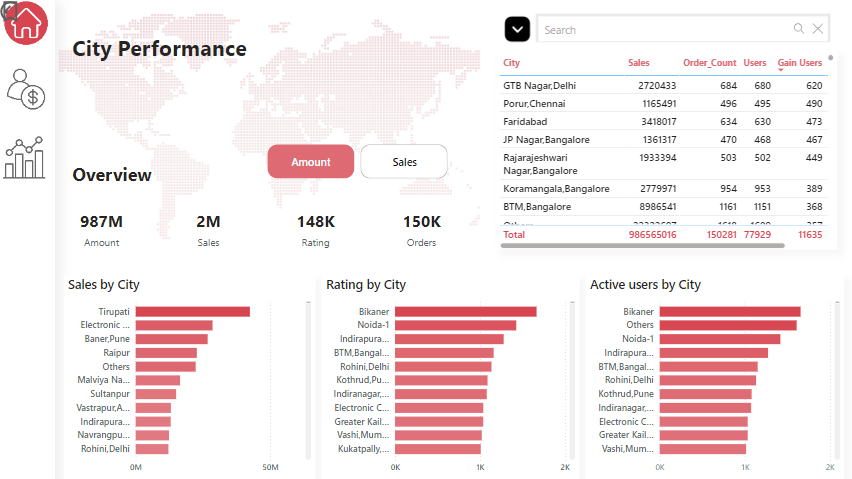 City Performance
Overview
Amount
Sales
987M
Amount
2M
Sales
148K
Rating
150K
Orders
Search
City Sales Order_Count Users Gain Users
GTB Nagar,Delhi 2720433 684 680 620
Porur,Chennai 1165491 496 495 490
Faridabad 3418017 634 630 473
JP Nagar,Bangalore 1361317 470 468 467
Rajarajeshwari
Nagar,Bangalore 1933394 503 502 449
Koramangala,Bangalore 2779971 954 953 389
BTM,Bangalore 8986541 1161 1151 368
Total 986565016 150281 77929 11635
Sales by City
Tirupati
Electronic ...
Baner,Pune
Raipur
Others
Malviya Na...
Sultanpur
Vastrapur,A...
Indirapura...
Navrangpu...
Rohini,Delhi
0M 50M
Rating by City
Bikaner
Noida-1
Indirapura...
BTM,Bangal...
Rohini,Delhi
Kothrud,Pu...
Indiranagar,...
Electronic C...
Greater Kail...
Vashi,Mum...
Kukatpally,...
0K 1K 2K
Active users by City
Bikaner
Others
Noida-1
Indirapura...
BTM,Bangal...
Rohini,Delhi
Kothrud,Pune
Indiranagar,...
Electronic C...
Greater Kail...
Vashi,Mum...
0K 1K 2K